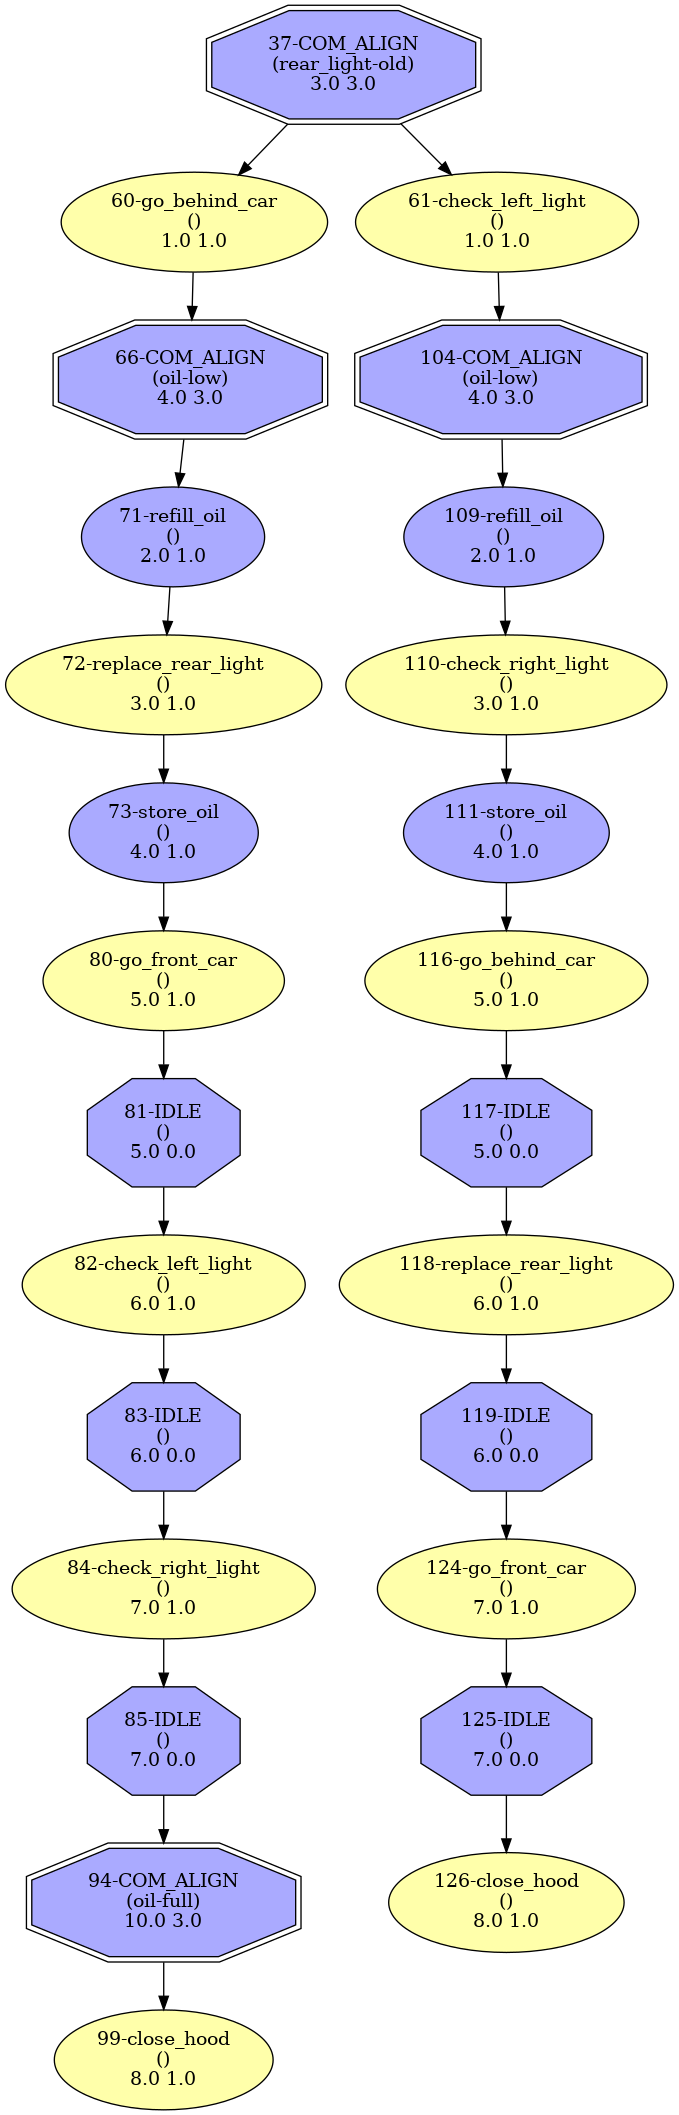 37-COM_ALIGN
(rear_light-old)
3.0 3.0
60-go_behind_car
()
1.0 1.0
61-check_left_light
()
1.0 1.0
66-COM_ALIGN
(oil-low)
4.0 3.0
104-COM_ALIGN
(oil-low)
4.0 3.0
71-refill_oil
()
2.0 1.0
109-refill_oil
()
2.0 1.0
72-replace_rear_light
()
3.0 1.0
110-check_right_light
()
3.0 1.0
73-store_oil
()
4.0 1.0
111-store_oil
()
4.0 1.0
80-go_front_car
()
5.0 1.0
116-go_behind_car
()
5.0 1.0
81-IDLE
()
5.0 0.0
117-IDLE
()
5.0 0.0
82-check_left_light
()
6.0 1.0
118-replace_rear_light
()
6.0 1.0
83-IDLE
()
6.0 0.0
119-IDLE
()
6.0 0.0
84-check_right_light
()
7.0 1.0
124-go_front_car
()
7.0 1.0
85-IDLE
()
7.0 0.0
125-IDLE
()
7.0 0.0
94-COM_ALIGN
(oil-full)
10.0 3.0
126-close_hood
()
8.0 1.0
99-close_hood
()
8.0 1.0